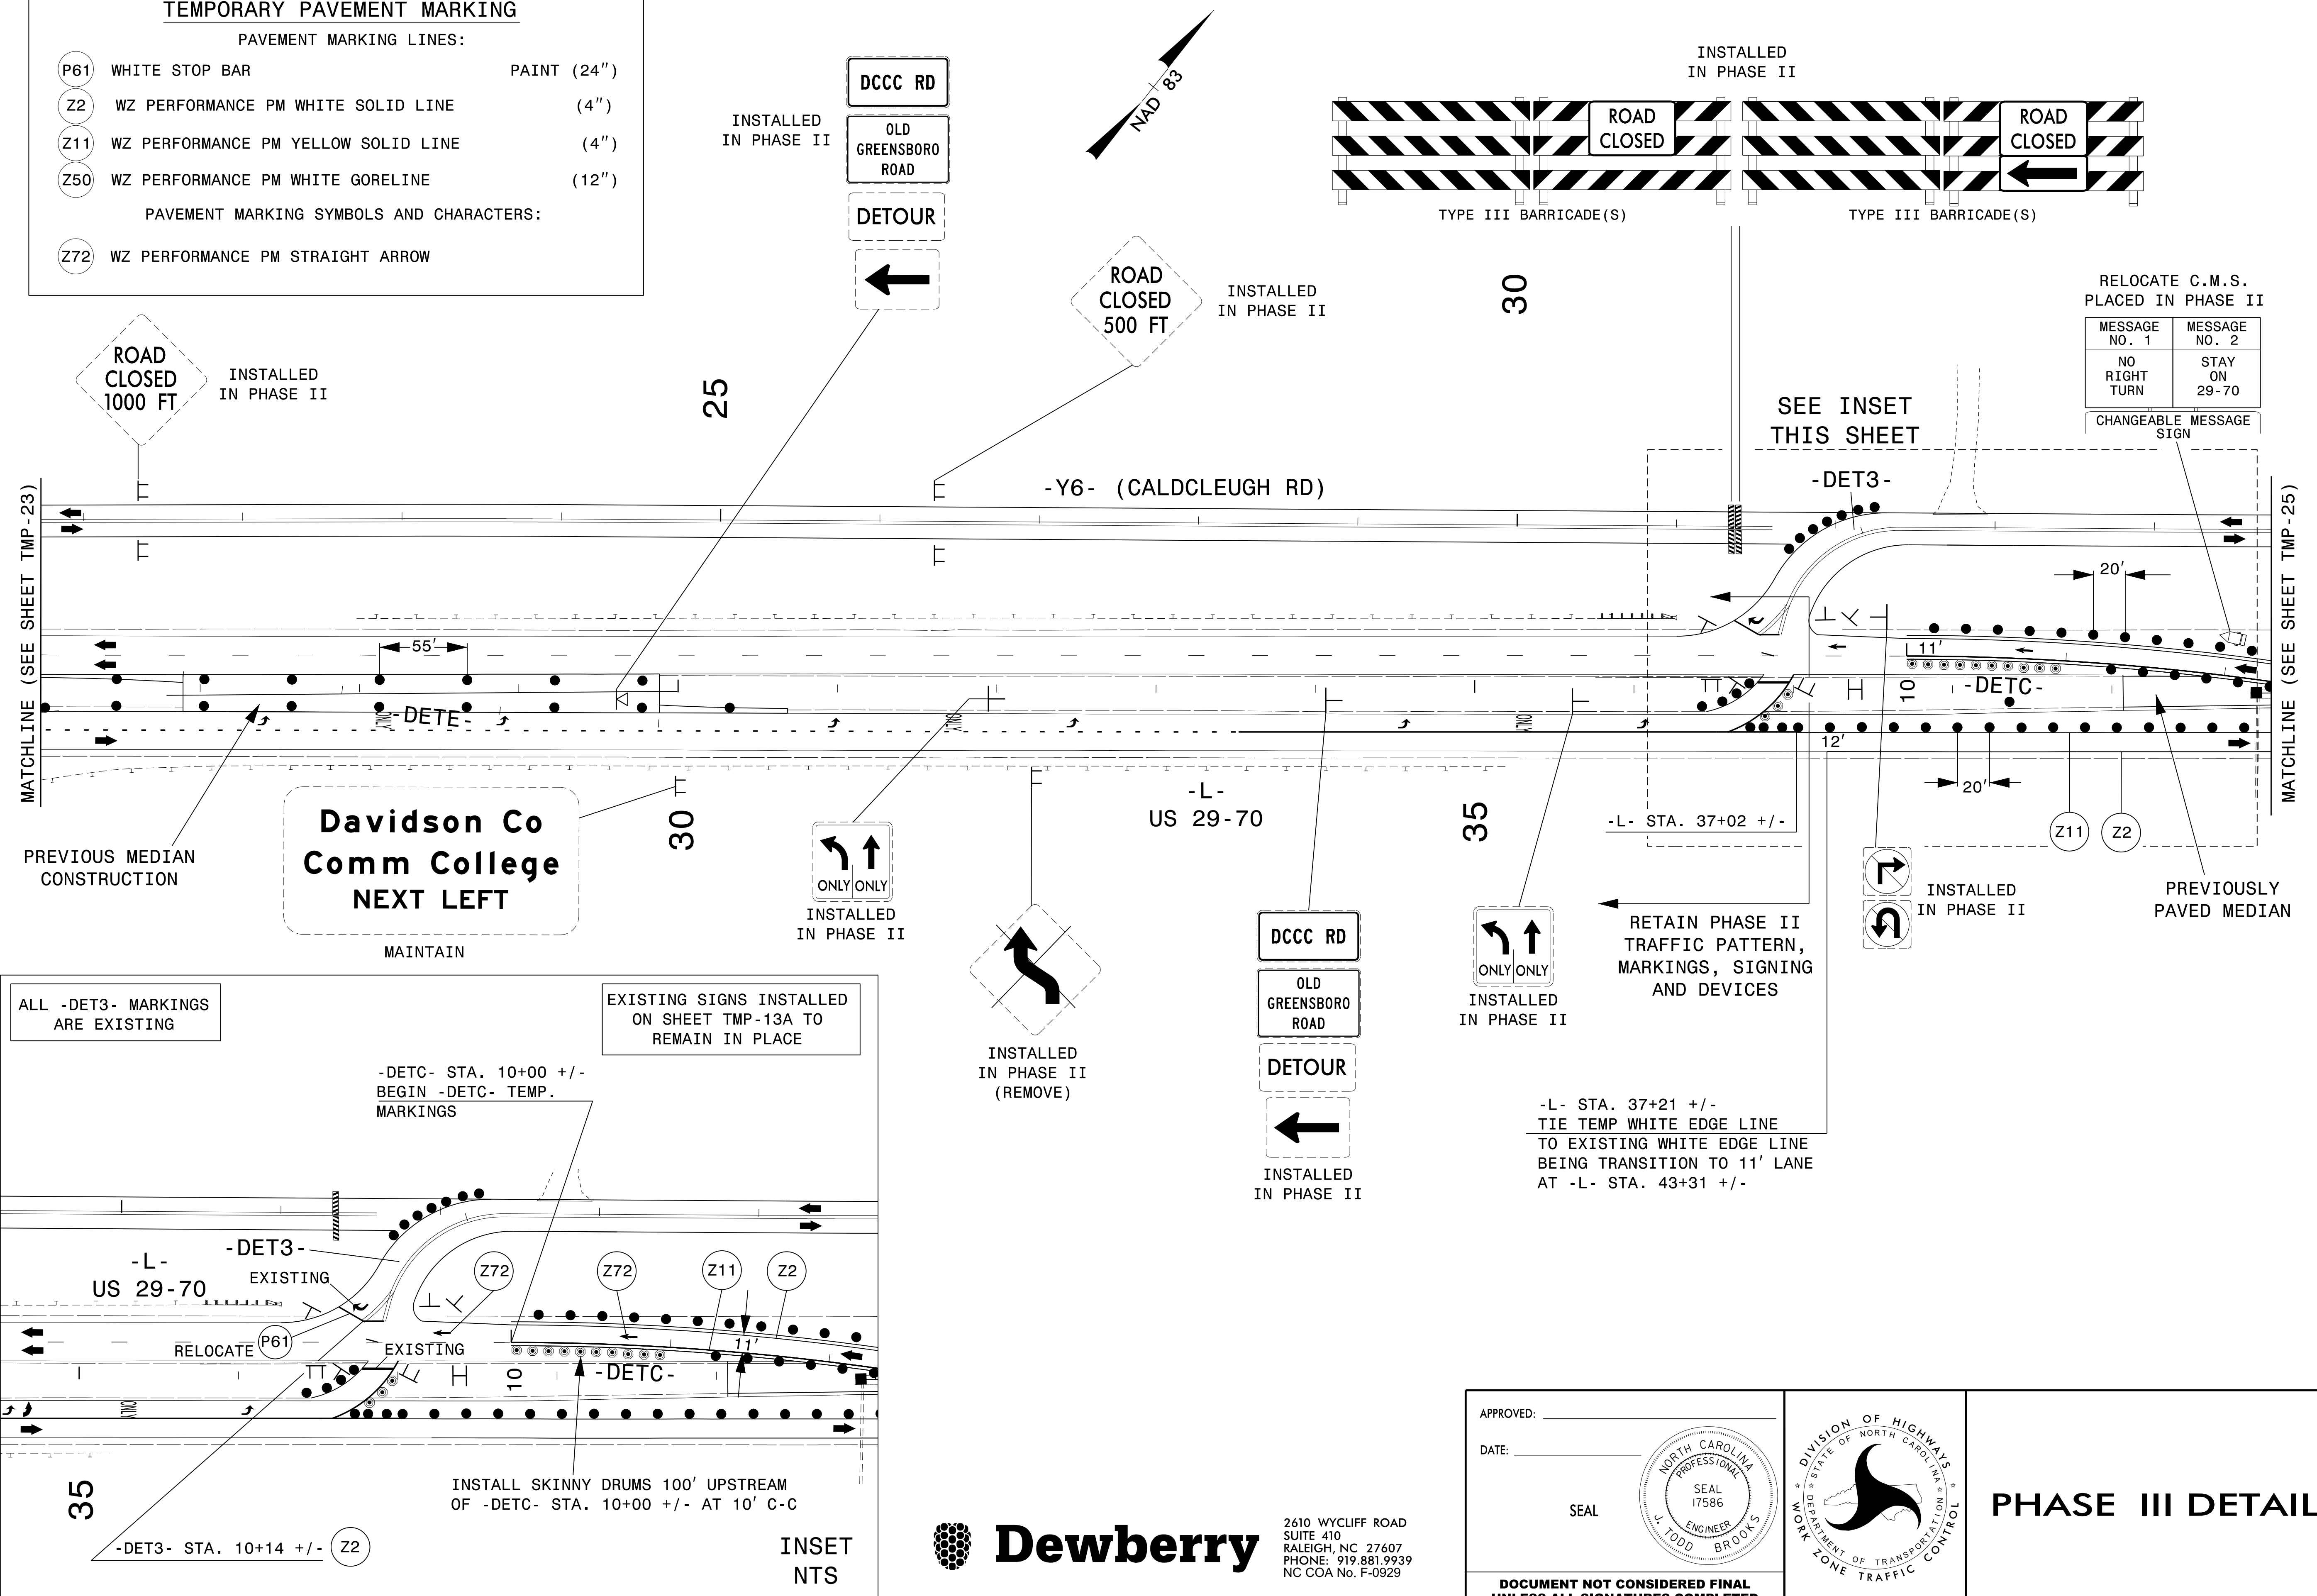 TEMPORARY PAVEMENT MARKING
PAVEMENT MARKING LINES:
P61 WHITE STOP BAR PAINT (24")
Z2 WZ PERFORMANCE PM WHITE SOLID LINE (4")
Z11 WZ PERFORMANCE PM YELLOW SOLID LINE (4")
Z50 WZ PERFORMANCE PM WHITE GORELINE (12")
PAVEMENT MARKING SYMBOLS AND CHARACTERS:
Z72 WZ PERFORMANCE PM STRAIGHT ARROW
INSTALLED
IN PHASE II
DCCC RD
OLD
GREENSBORO
ROAD
DETOUR
NAD 83
INSTALLED
IN PHASE II
ROAD
CLOSED
ROAD
CLOSED
TYPE III BARRICADE(S)
TYPE III BARRICADE(S)
ROAD
CLOSED
1000 FT
INSTALLED
IN PHASE II
ROAD
CLOSED
500 FT
INSTALLED
IN PHASE II
25
30
RELOCATE C.M.S.
PLACED IN PHASE II
MESSAGE
NO. 1
MESSAGE
NO. 2
NO
RIGHT
TURN
STAY
ON
29-70
CHANGEABLE MESSAGE
SIGN
SEE INSET
THIS SHEET
MATCHLINE (SEE SHEET TMP-23)
-Y6- (CALDCLEUGH RD)
-DET3-
MATCHLINE (SEE SHEET TMP-25)
20'
55'
11'
10
-DETC-
-DETE-
ONLY
ONLY
ONLY
12'
20'
30
-L-
US 29-70
35
-L- STA. 37+02 +/-
Z11
Z2
PREVIOUS MEDIAN
CONSTRUCTION
Davidson Co
Comm College
NEXT LEFT
MAINTAIN
ONLY ONLY
INSTALLED
IN PHASE II
INSTALLED
IN PHASE II
(REMOVE)
DCCC RD
OLD
GREENSBORO
ROAD
DETOUR
INSTALLED
IN PHASE II
ONLY ONLY
INSTALLED
IN PHASE II
RETAIN PHASE II
TRAFFIC PATTERN,
MARKINGS, SIGNING
AND DEVICES
INSTALLED
IN PHASE II
PREVIOUSLY
PAVED MEDIAN
-L- STA. 37+21 +/-
TIE TEMP WHITE EDGE LINE
TO EXISTING WHITE EDGE LINE
BEING TRANSITION TO 11' LANE
AT -L- STA. 43+31 +/-
ALL -DET3- MARKINGS
ARE EXISTING
EXISTING SIGNS INSTALLED
ON SHEET TMP-13A TO
REMAIN IN PLACE
-DETC- STA. 10+00 +/-
BEGIN -DETC- TEMP.
MARKINGS
-DET3-
-L-
US 29-70
EXISTING
Z72
Z72
Z11
Z2
RELOCATE
P61
EXISTING
11'
10
-DETC-
ONLY
35
INSTALL SKINNY DRUMS 100' UPSTREAM
OF -DETC- STA. 10+00 +/- AT 10' C-C
-DET3- STA. 10+14 +/-
Z2
INSET
NTS
Dewberry
2610 WYCLIFF ROAD
SUITE 410
RALEIGH, NC 27607
PHONE: 919.881.9939
NC COA No. F-0929
APPROVED:
DATE:
SEAL
NORTH CAROLINA
PROFESSIONAL
SEAL
17586
ENGINEER
J. TODD BROOKS
DOCUMENT NOT CONSIDERED FINAL
UNLESS ALL SIGNATURES COMPLETED
DIVISION OF HIGHWAYS
STATE OF NORTH CAROLINA
DEPARTMENT OF TRANSPORTATION
WORK ZONE TRAFFIC CONTROL
PHASE III DETAIL